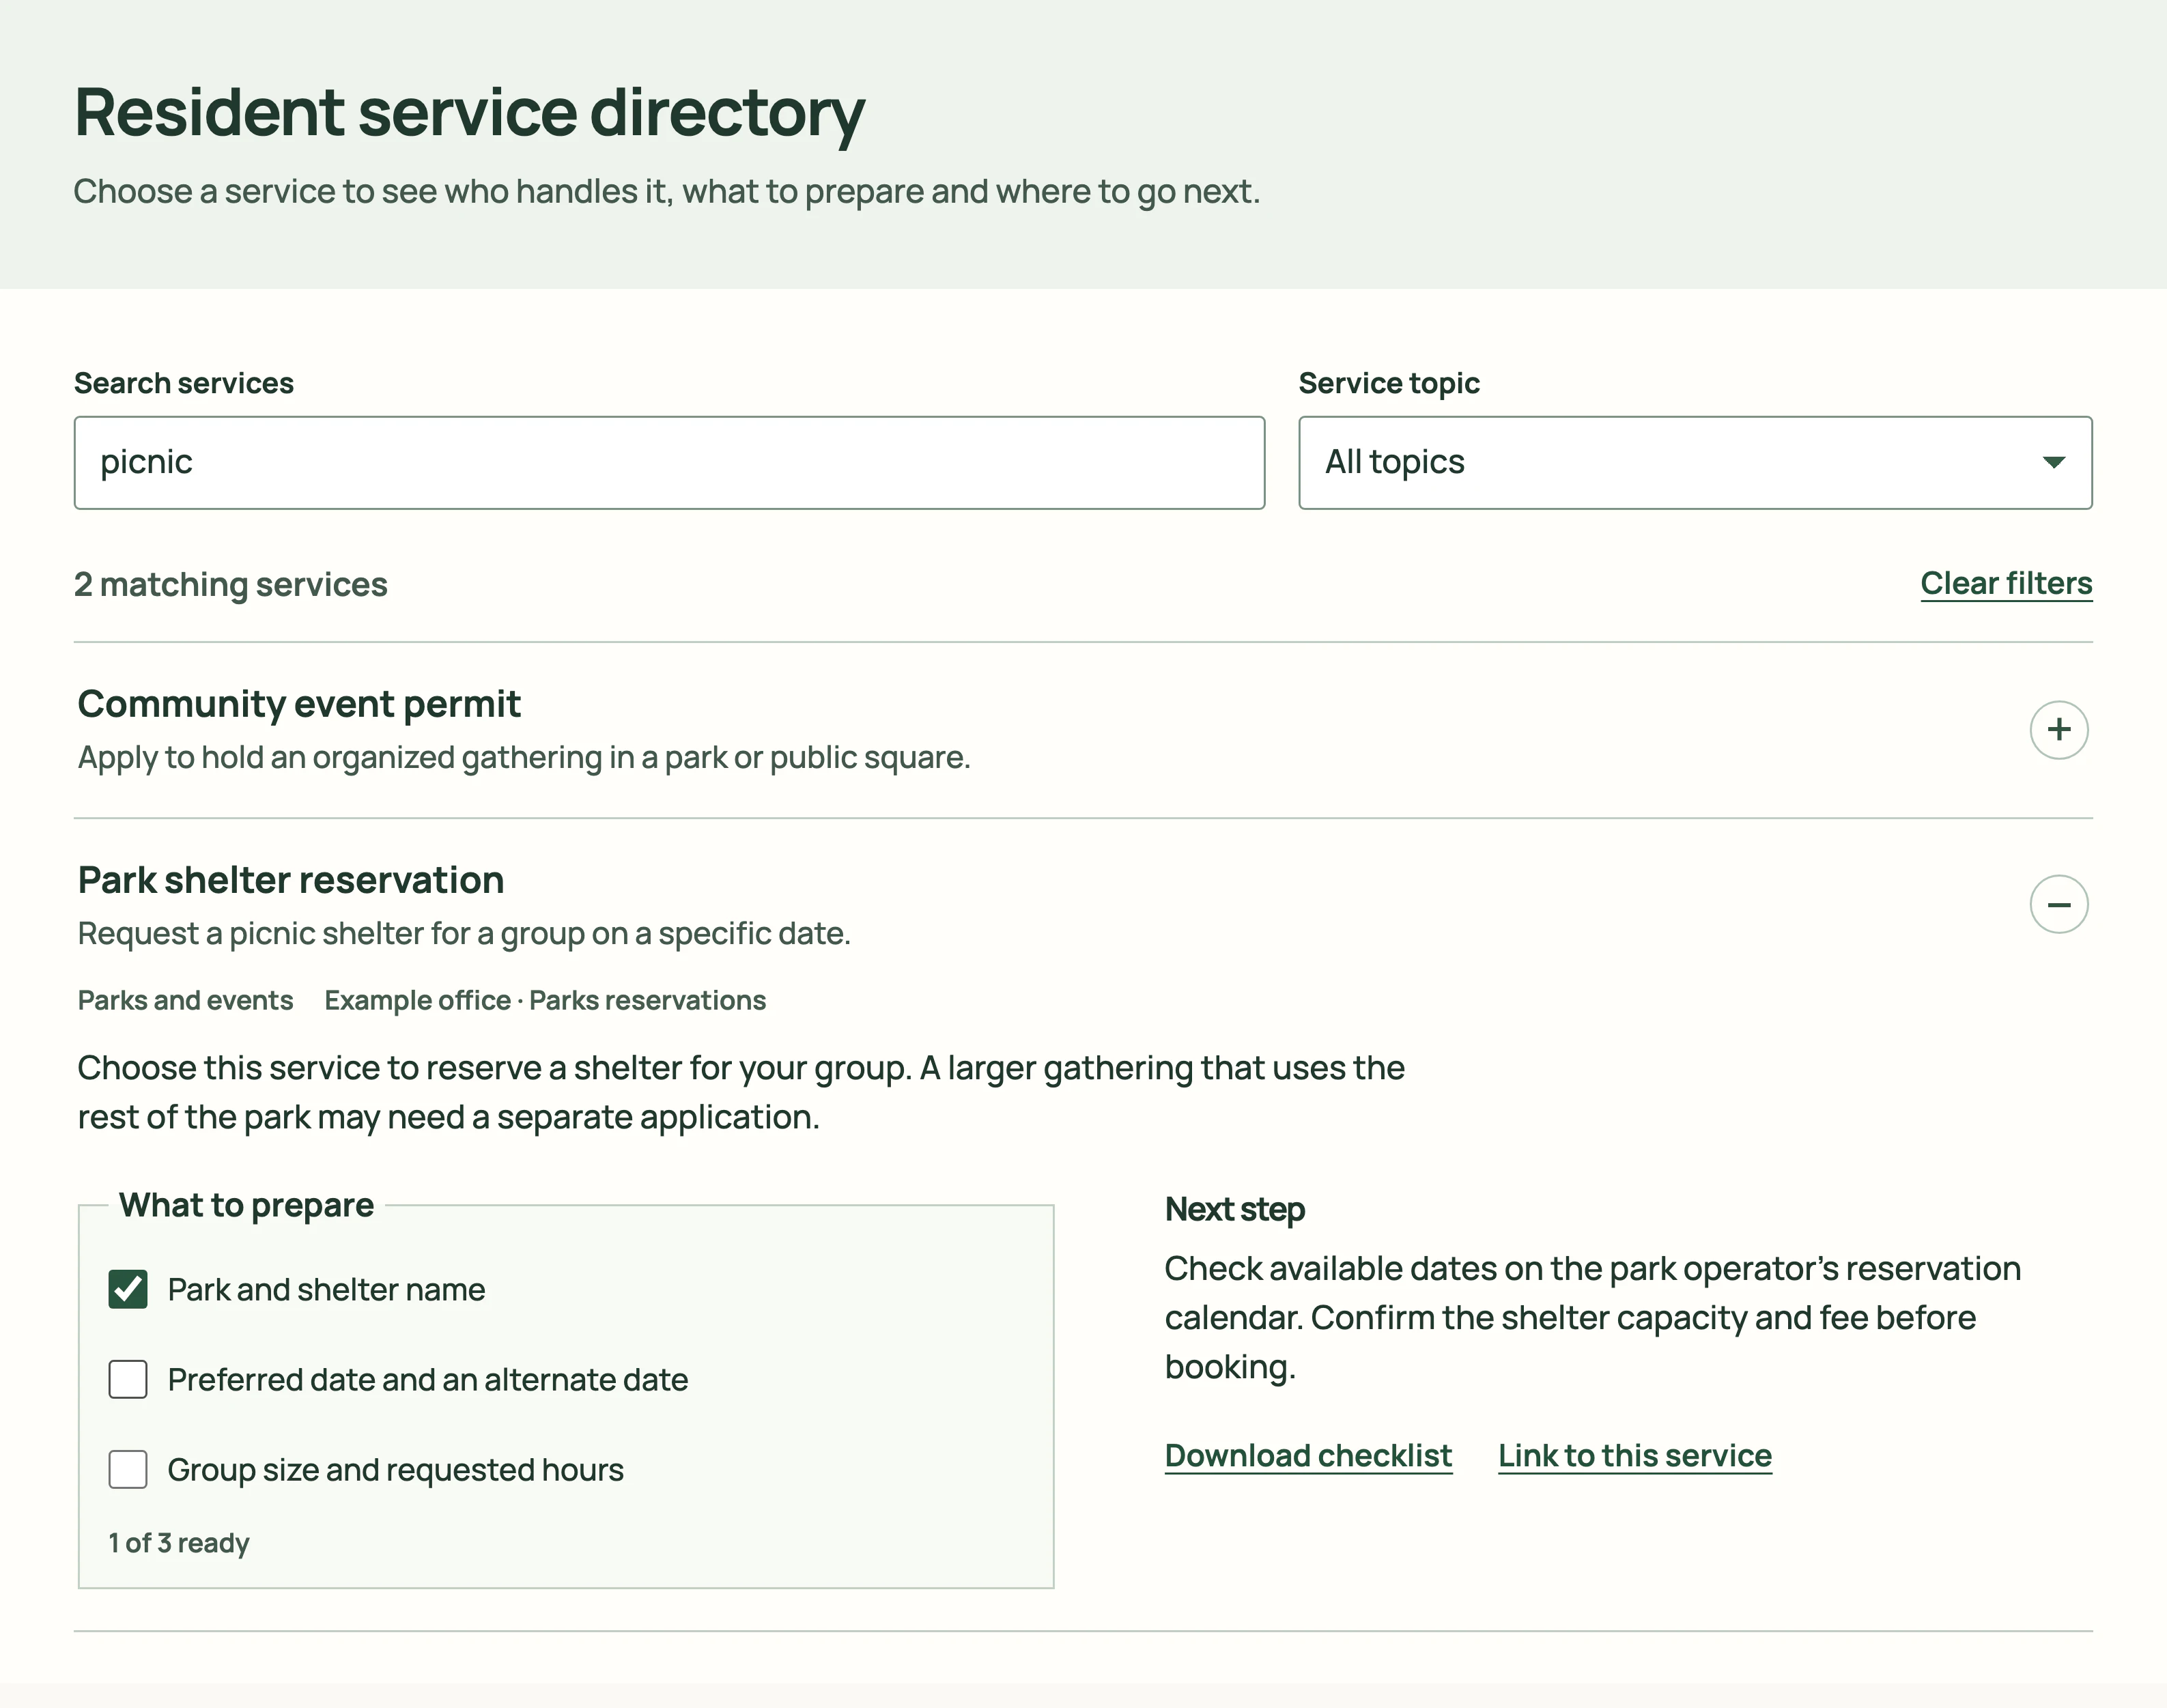 Resident service directory
Choose a service to see who handles it, what to prepare and where to go next.
Search services
Service topic
picnic
All topics
2 matching services
Clear filters
Community event permit
Apply to hold an organized gathering in a park or public square.
Park shelter reservation
Request a picnic shelter for a group on a specific date.
Parks and events Example office · Parks reservations
Choose this service to reserve a shelter for your group. A larger gathering that uses the
rest of the park may need a separate application.
What to prepare
Park and shelter name
Preferred date and an alternate date
Group size and requested hours
1 of 3 ready
Next step
Check available dates on the park operator’s reservation
calendar. Confirm the shelter capacity and fee before
booking.
Download checklist
Link to this service